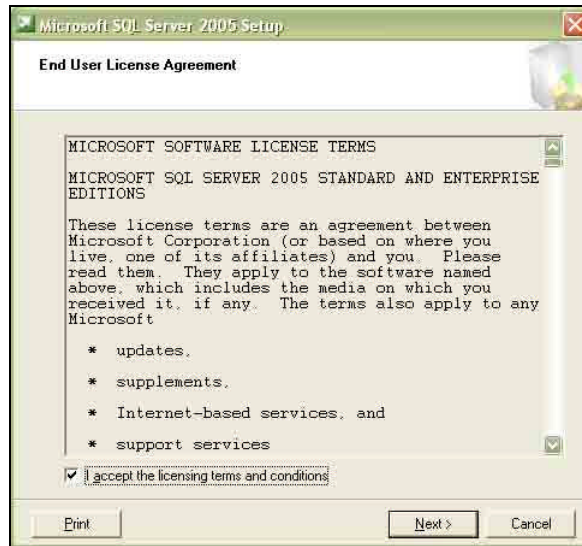 Microsoft SQL Server 2005 Setup
End User License Agreement
MICROSOFT SOFTWARE LICENSE TERMS
MICROSOFT SQL SERVER 2005 STANDARD AND ENTERPRISE
EDITIONS
These license terms are an agreement between
Microsoft Corporation (or based on where you
live, one of its affiliates) and you. Please
read them. They apply to the software named
above, which includes the media on which you
received it, if any. The terms also apply to any
Microsoft
* updates,
* supplements,
* Internet-based services, and
* support services
I accept the licensing terms and conditions
Print
Next >
Cancel